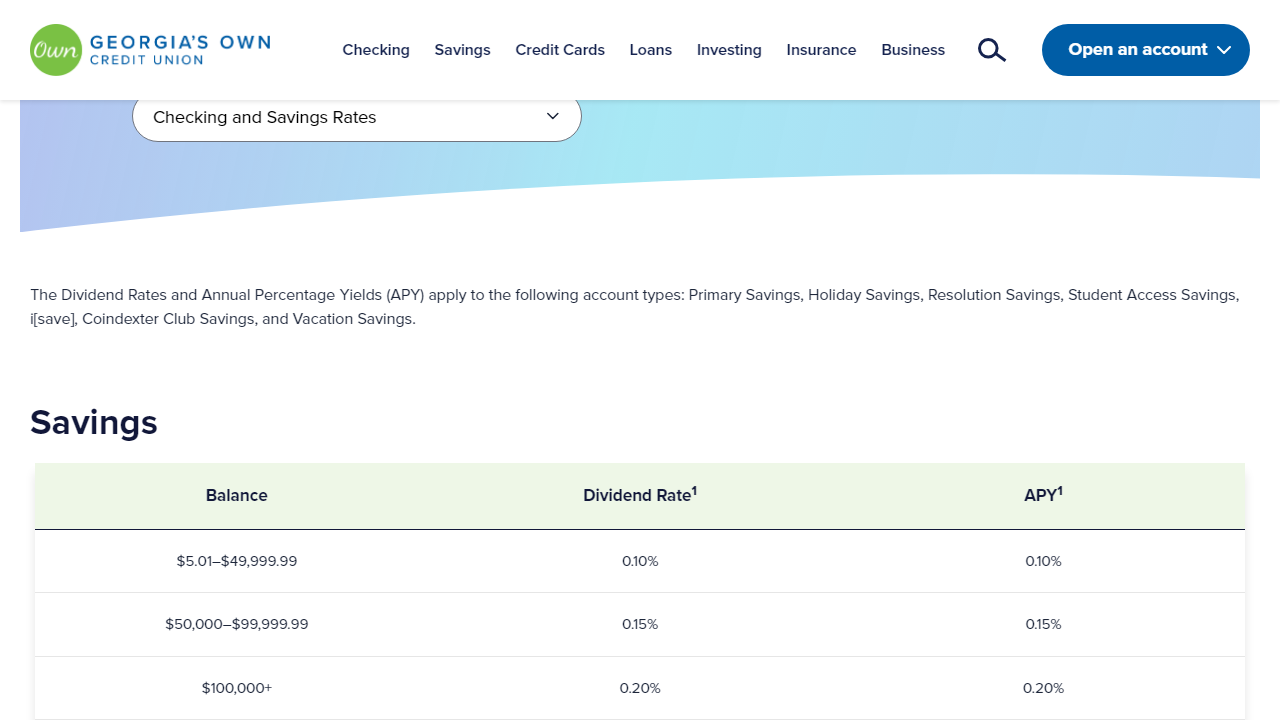 Own GEORGIA'S OWN
CREDIT UNION
Checking Savings Credit Cards Loans Investing Insurance Business Open an account
Checking and Savings Rates
The Dividend Rates and Annual Percentage Yields (APY) apply to the following account types: Primary Savings, Holiday Savings, Resolution Savings, Student Access Savings,
i[save], Coindexter Club Savings, and Vacation Savings.
Savings
Balance Dividend Rate1 APY1
$5.01–$49,999.99 0.10% 0.10%
$50,000–$99,999.99 0.15% 0.15%
$100,000+ 0.20% 0.20%